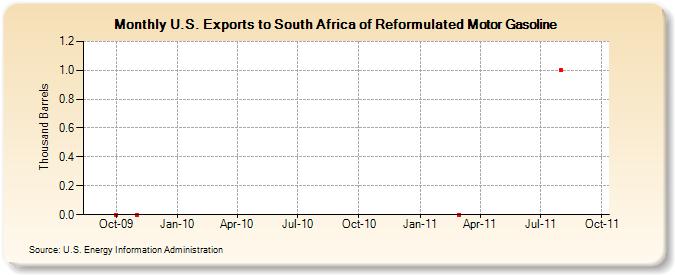 Monthly U.S. Exports to South Africa of Reformulated Motor Gasoline
Thousand Barrels
1.2
1.0
0.8
0.6
0.4
0.2
0.0
Oct-09 Jan-10 Apr-10 Jul-10 Oct-10 Jan-11 Apr-11 Jul-11 Oct-11
Source: U.S. Energy Information Administration